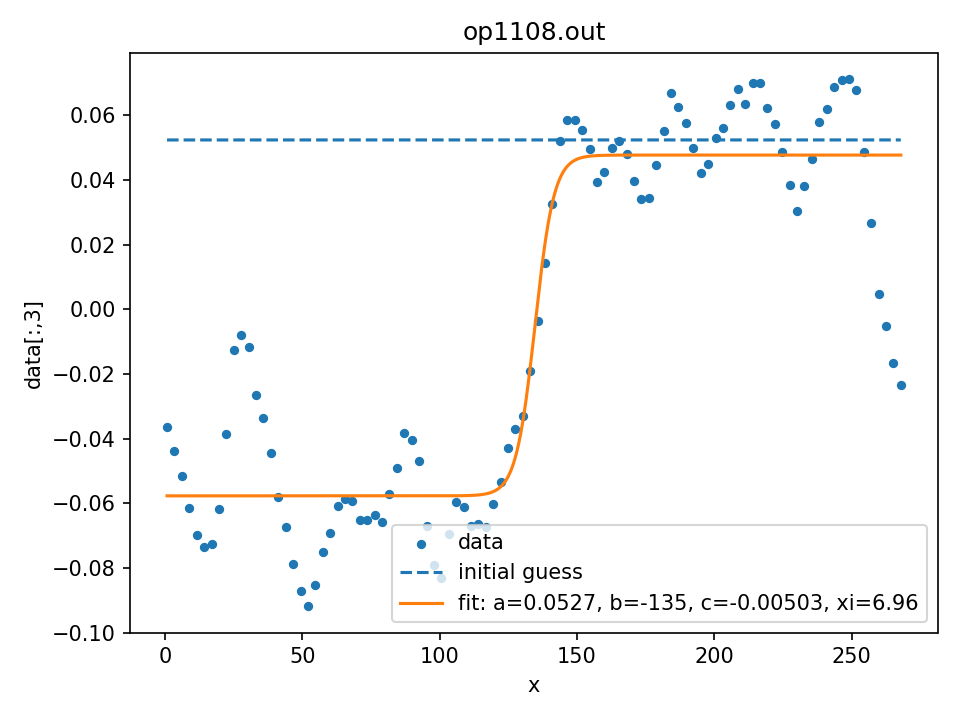 op1108.out
data[:,3]
0.06
0.04
0.02
0.00
−0.02
−0.04
−0.06
−0.08
−0.10
data
initial guess
fit: a=0.0527, b=-135, c=-0.00503, xi=6.96
0 50 100 150 200 250
x